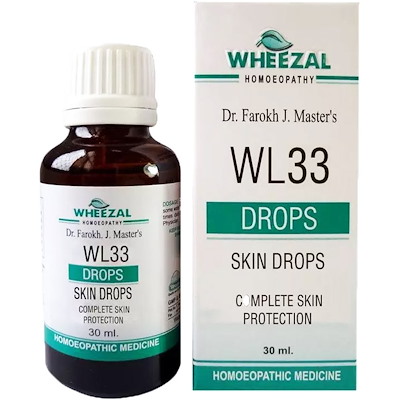 WHEEZAL
HOMOEOPATHY
Dr. Farokh. J. Master's
WL33
DROPS
SKIN DROPS
COMPLETE SKIN
PROTECTION
30 ml.
HOMOEOPATHIC MEDICINE
WHEEZAL
HOMOEOPATHY
Dr. Farokh J. Master's
WL33
DROPS
SKIN DROPS
COMPLETE SKIN
PROTECTION
30 ml.
HOMOEOPATHIC MEDICINE